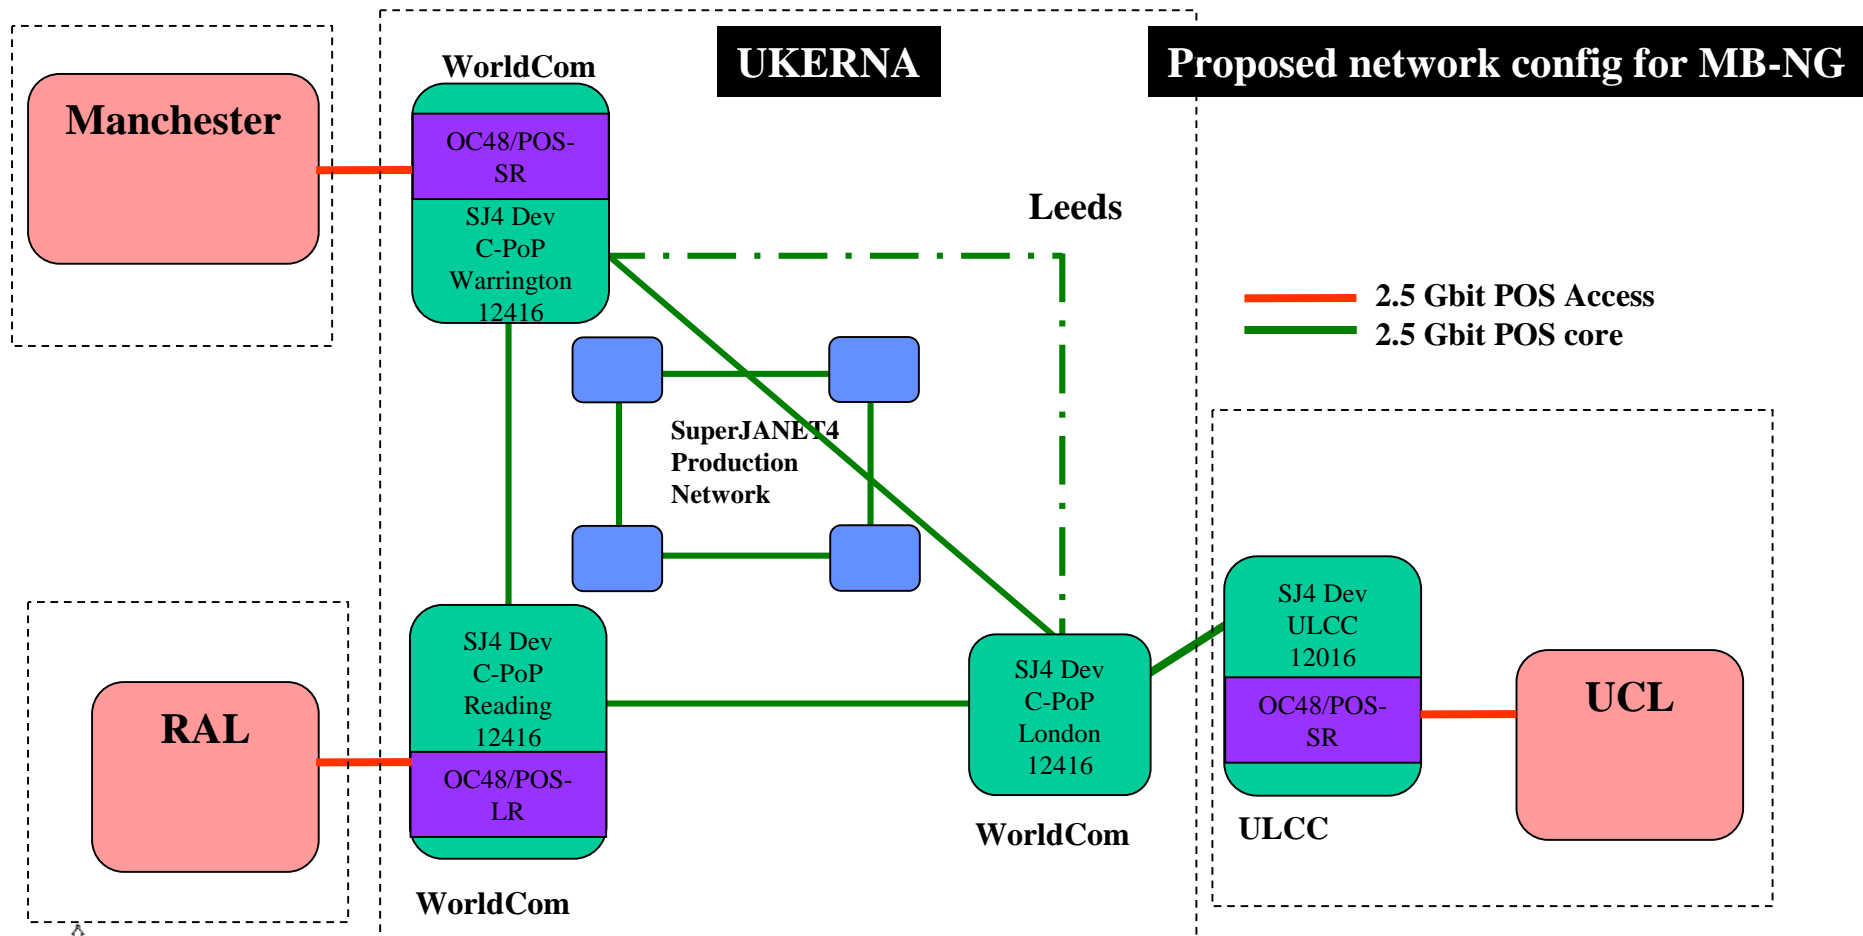 UKERNA
Proposed network config for MB-NG
WorldCom
Manchester
OC48/POS-
SR
SJ4 Dev
C-PoP
Warrington
12416
Leeds
2.5 Gbit POS Access
2.5 Gbit POS core
SuperJANET4
Production
Network
SJ4 Dev
C-PoP
Reading
12416
OC48/POS-
LR
WorldCom
RAL
SJ4 Dev
C-PoP
London
12416
WorldCom
SJ4 Dev
ULCC
12016
OC48/POS-
SR
ULCC
UCL